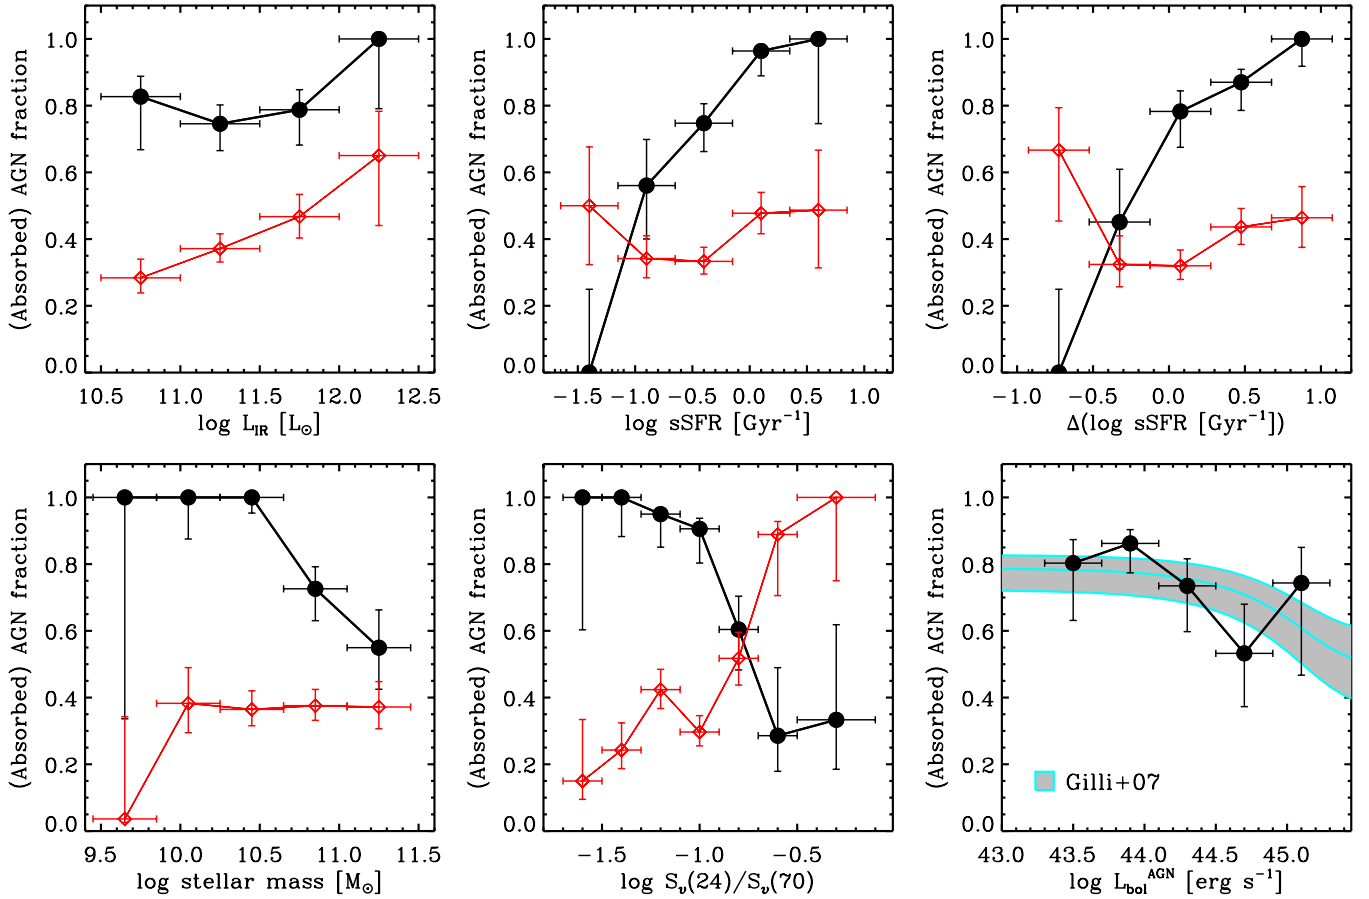 (Absorbed) AGN fraction
1.0
0.8
0.6
0.4
0.2
0.0
10.5 11.0 11.5 12.0 12.5
log L_IR [L_⊙]
(Absorbed) AGN fraction
1.0
0.8
0.6
0.4
0.2
0.0
−1.5 −1.0 −0.5 0.0 0.5 1.0
log sSFR [Gyr⁻¹]
(Absorbed) AGN fraction
1.0
0.8
0.6
0.4
0.2
0.0
−1.0 −0.5 0.0 0.5 1.0
Δ(log sSFR [Gyr⁻¹])
(Absorbed) AGN fraction
1.0
0.8
0.6
0.4
0.2
0.0
9.5 10.0 10.5 11.0 11.5
log stellar mass [M_⊙]
(Absorbed) AGN fraction
1.0
0.8
0.6
0.4
0.2
0.0
−1.5 −1.0 −0.5
log S_ν(24)/S_ν(70)
(Absorbed) AGN fraction
1.0
0.8
0.6
0.4
0.2
0.0
Gilli+07
43.0 43.5 44.0 44.5 45.0
log L_bol^AGN [erg s⁻¹]